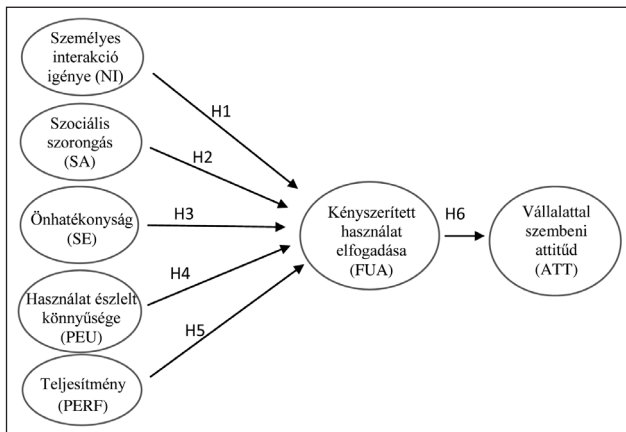 Személyes
interakció
igénye (NI)
H1
Szociális
szorongás
(SA)
H2
Önhatékonyság
(SE)
H3
Használat észlelt
könnyűsége
(PEU)
H4
Teljesítmény
(PERF)
H5
Kényszerített
használat
elfogadása
(FUA)
H6
Vállalattal
szembeni
attitűd
(ATT)